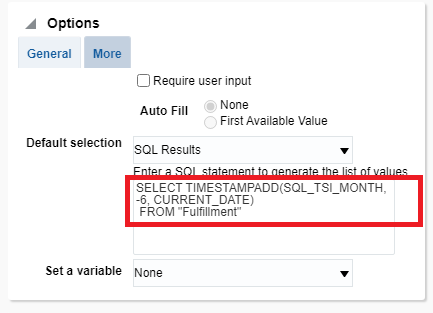 Options
General More
Require user input
Auto Fill None
First Available Value
Default selection
SQL Results
Enter a SQL statement to generate the list of values
SELECT TIMESTAMPADD(SQL_TSI_MONTH,
-6, CURRENT_DATE)
FROM "Fulfillment"
Set a variable None